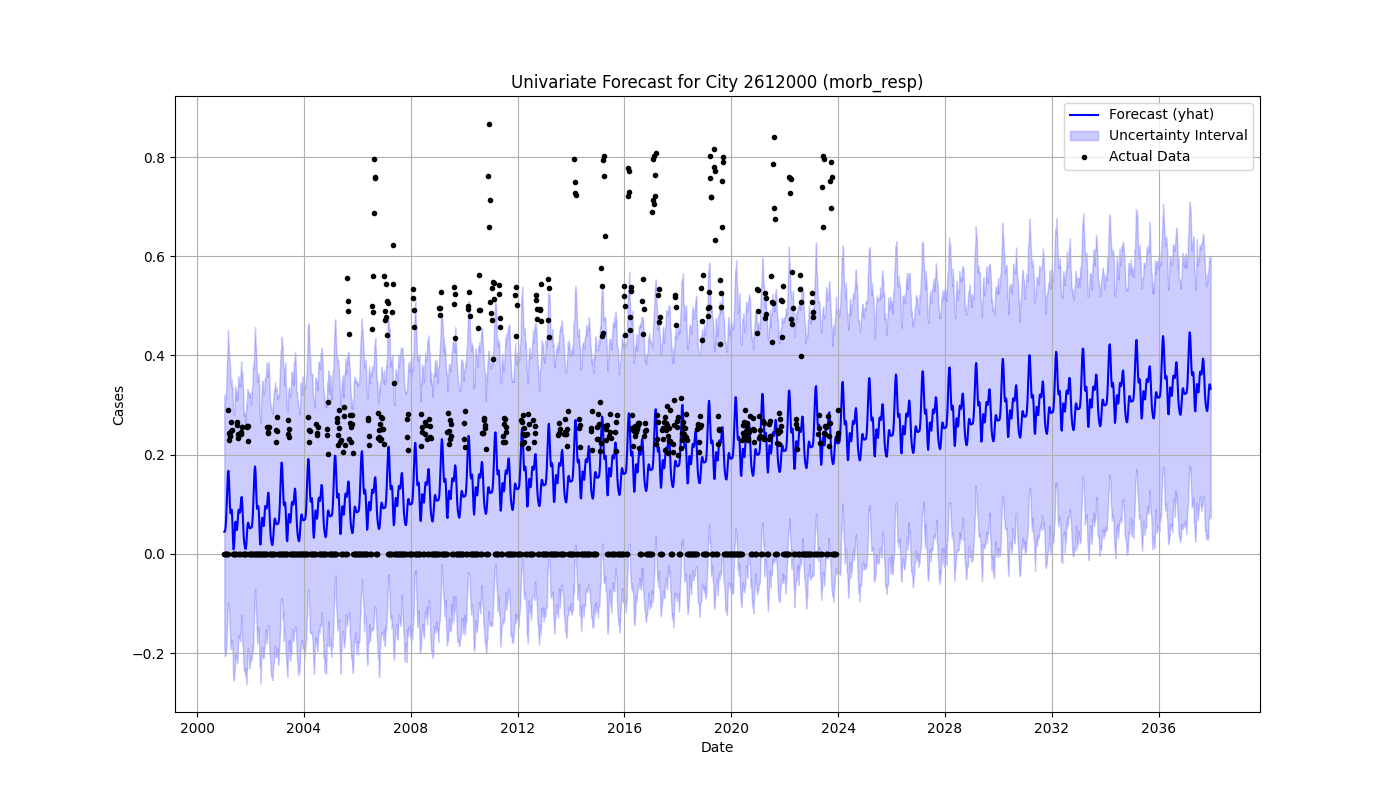 Univariate Forecast for City 2612000 (morb_resp)
Forecast (yhat)
Uncertainty Interval
Actual Data
Cases
0.8
0.6
0.4
0.2
0.0
−0.2
2000 2004 2008 2012 2016 2020 2024 2028 2032 2036
Date